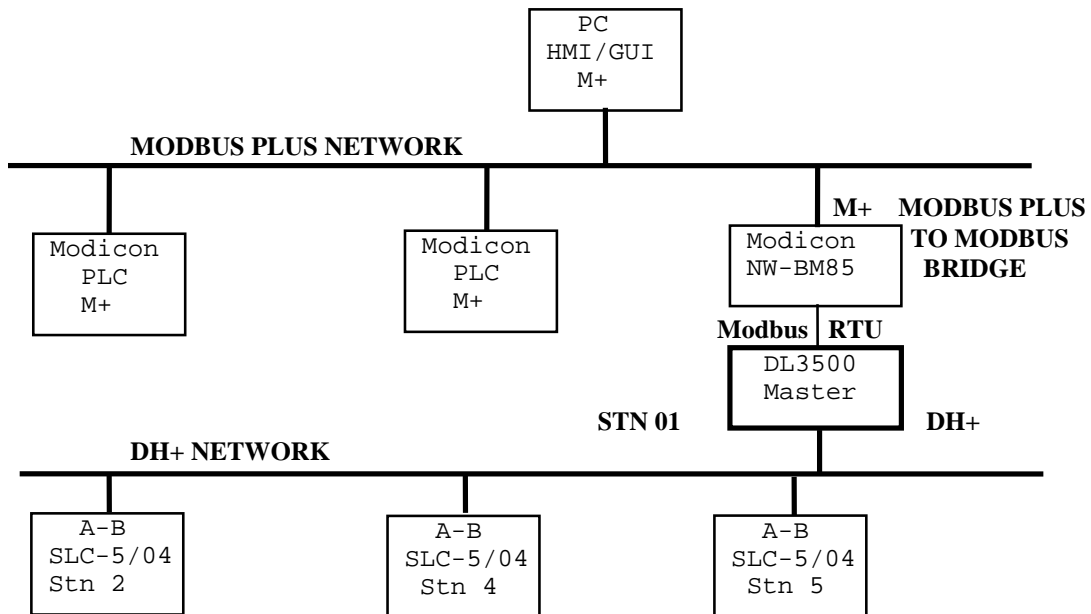 PC
HMI/GUI
M+
MODBUS PLUS NETWORK
Modicon
PLC
M+
Modicon
PLC
M+
M+ MODBUS PLUS
TO MODBUS
BRIDGE
Modicon
NW-BM85
Modbus RTU
DL3500
Master
STN 01
DH+
DH+ NETWORK
A-B
SLC-5/04
Stn 2
A-B
SLC-5/04
Stn 4
A-B
SLC-5/04
Stn 5